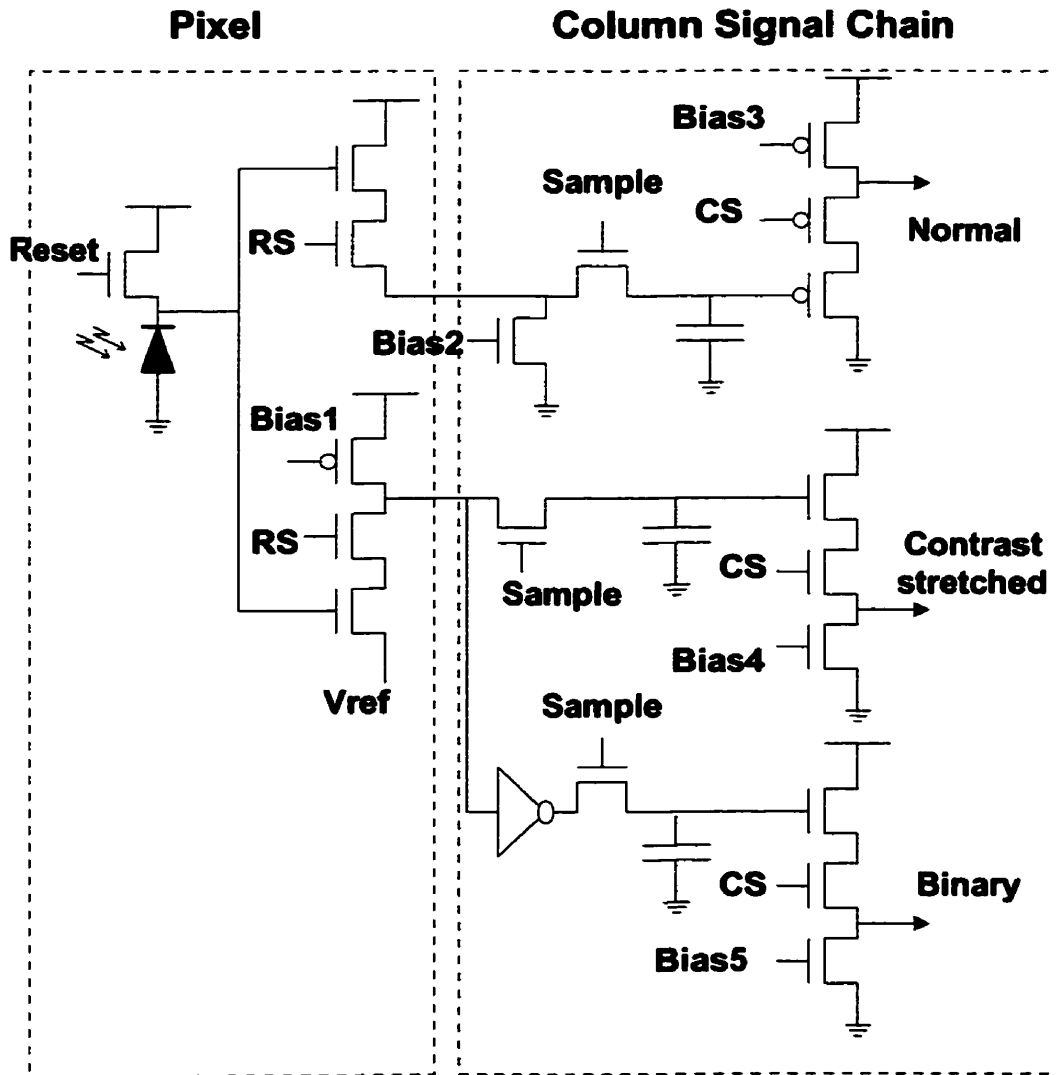 Pixel
Column Signal Chain
Bias3
Sample
CS
Normal
RS
Reset
Bias2
Bias1
RS
Contrast
stretched
CS
Sample
Bias4
Vref
Sample
CS
Binary
Bias5